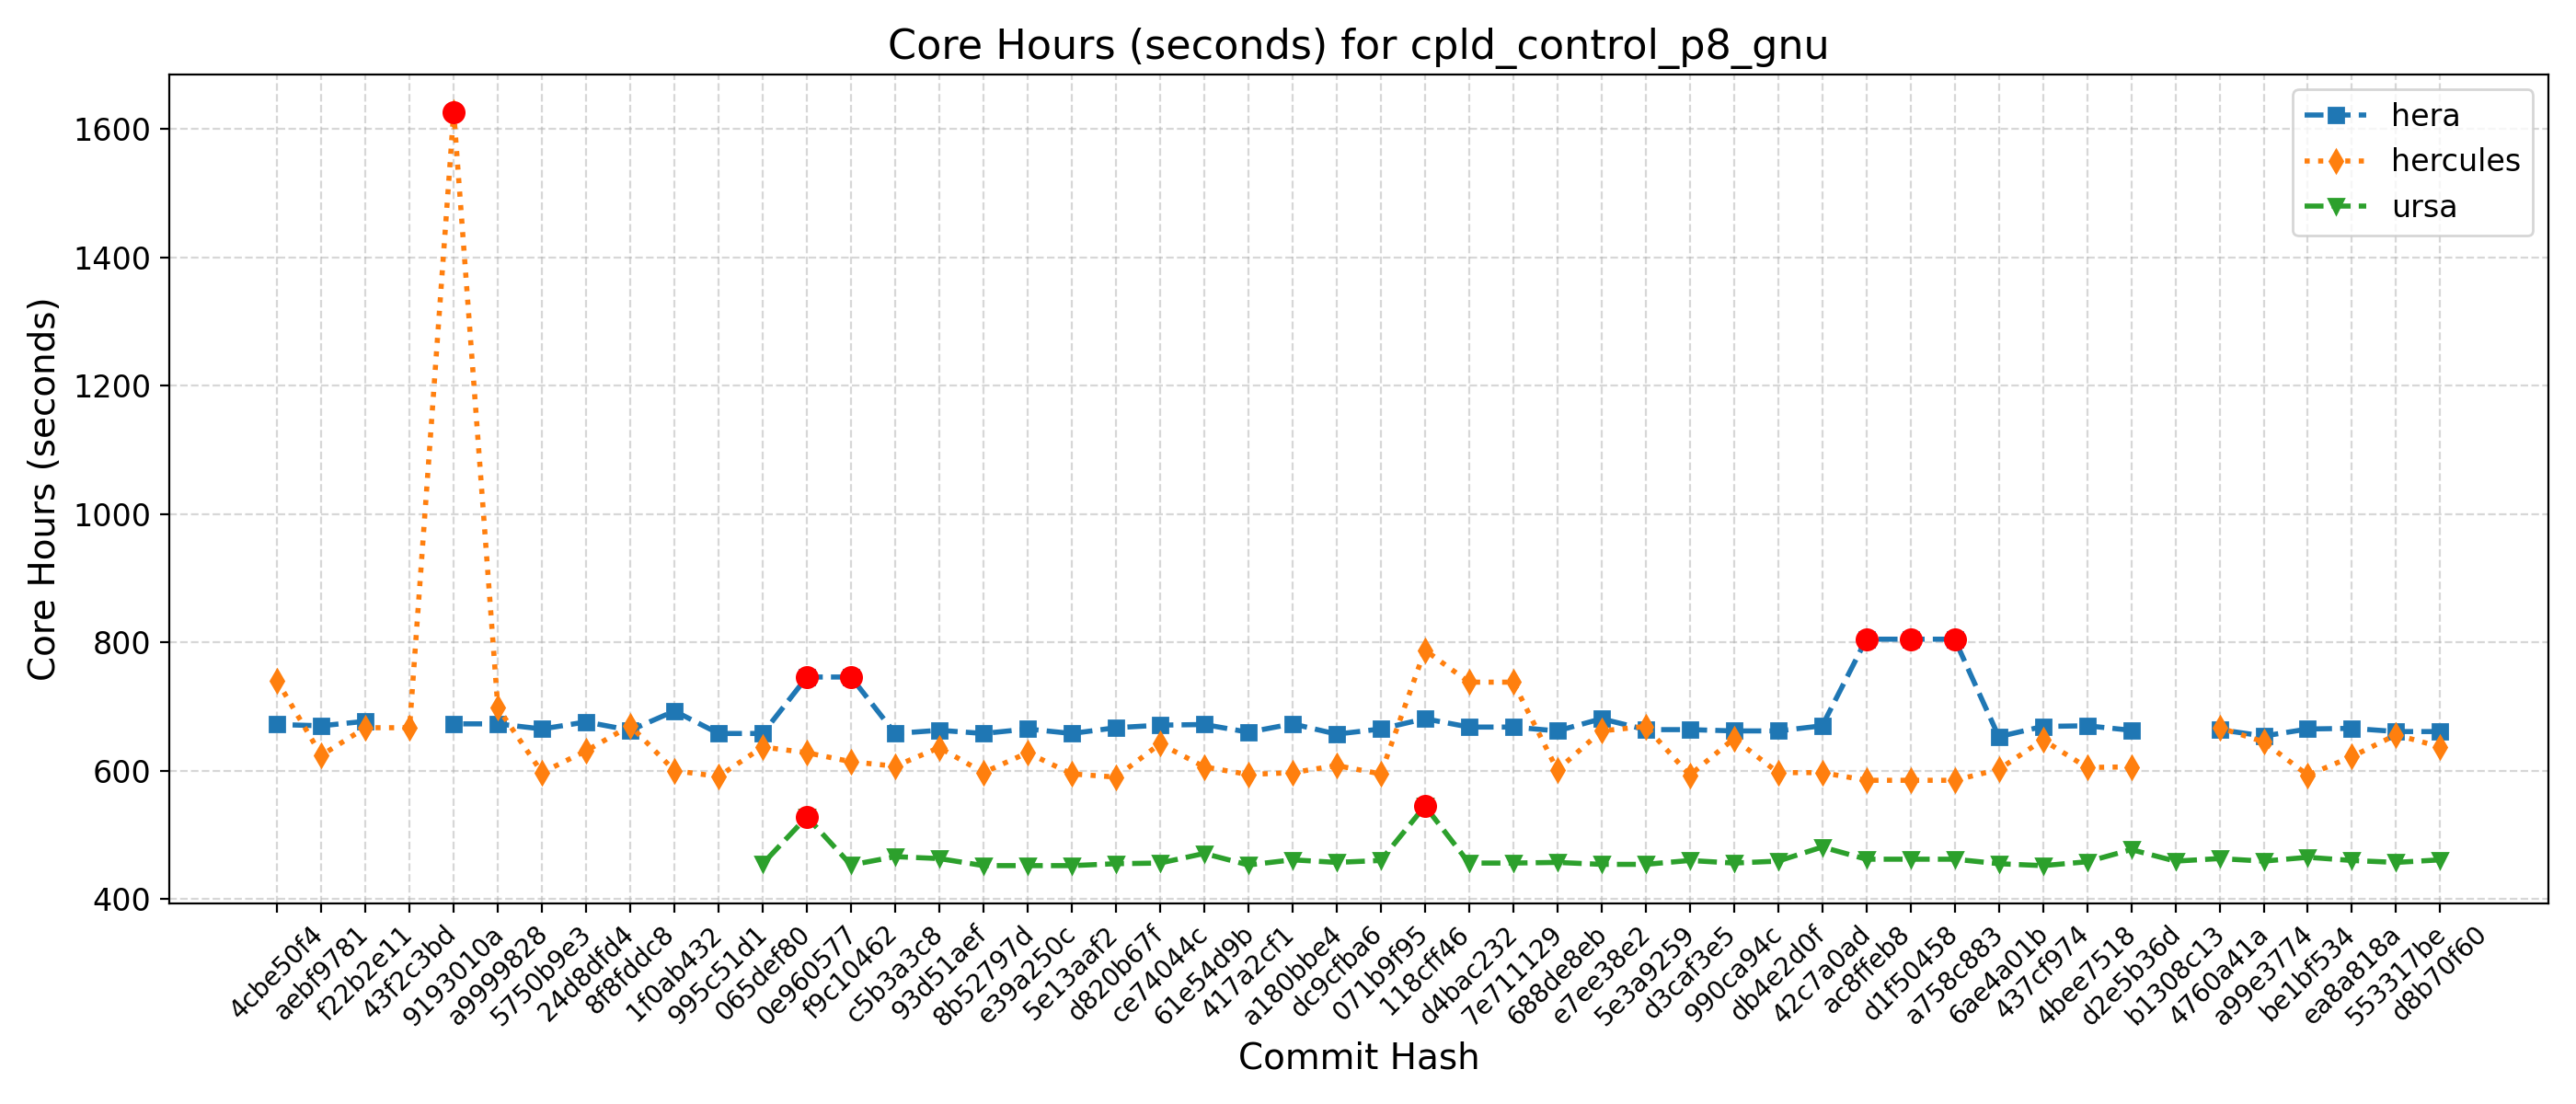 Core Hours (seconds) for cpld_control_p8_gnu
Core Hours (seconds)
1600
1400
1200
1000
800
600
400
hera
hercules
ursa
4cbe50f4
aebf9781
f22b2e11
43f2c3bd
9193010a
a9999828
5750b9e3
24d8dfd4
8f8fddc8
1f0ab432
995c51d1
065def80
0e960577
f9c10462
c5b3a3c8
93d51aef
8b52797d
e39a250c
5e13aaf2
d820b67f
ce74044c
61e54d9b
417a2cf1
a180bbe4
dc9cfba6
071b9f95
118cff46
d4bac232
7e711129
688de8eb
e7ee38e2
5e3a9259
d3caf3e5
990ca94c
db4e2d0f
42c7a0ad
ac8ffeb8
d1f50458
a758c883
6ae4a01b
437cf974
4bee7518
d2e5b36d
b1308c13
4760a41a
a99e3774
be1bf534
ea8a818a
553317be
d8b70f60
Commit Hash